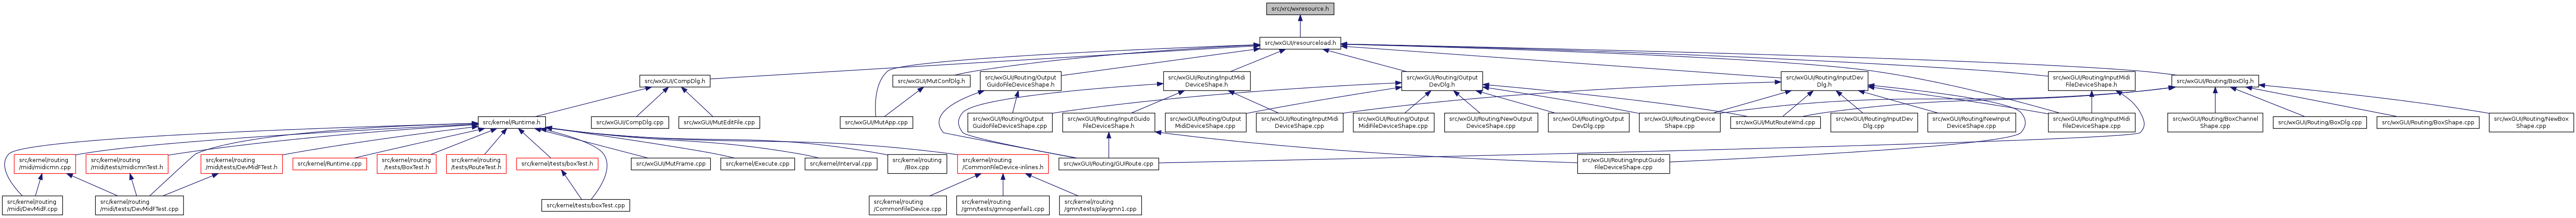 src/xrc/wxresource.h
src/wxGUI/resourceload.h
src/wxGUI/CompDlg.h
src/wxGUI/MutConfDlg.h
src/wxGUI/Routing/Output
GuidoFileDeviceShape.h
src/wxGUI/Routing/InputMidi
DeviceShape.h
src/wxGUI/Routing/Output
DevDlg.h
src/wxGUI/Routing/InputDev
Dlg.h
src/wxGUI/Routing/InputMidi
FileDeviceShape.h
src/wxGUI/Routing/BoxDlg.h
src/kernel/Runtime.h
src/wxGUI/CompDlg.cpp
src/wxGUI/MutEditFile.cpp
src/wxGUI/MutApp.cpp
src/wxGUI/Routing/Output
GuidoFileDeviceShape.cpp
src/wxGUI/Routing/InputGuido
FileDeviceShape.h
src/wxGUI/Routing/Output
MidiDeviceShape.cpp
src/wxGUI/Routing/InputMidi
DeviceShape.cpp
src/wxGUI/Routing/Output
MidiFileDeviceShape.cpp
src/wxGUI/Routing/NewOutput
DeviceShape.cpp
src/wxGUI/Routing/Output
DevDlg.cpp
src/wxGUI/Routing/Device
Shape.cpp
src/wxGUI/MutRouteWnd.cpp
src/wxGUI/Routing/InputDev
Dlg.cpp
src/wxGUI/Routing/NewInput
DeviceShape.cpp
src/wxGUI/Routing/InputMidi
FileDeviceShape.cpp
src/wxGUI/Routing/BoxChannel
Shape.cpp
src/wxGUI/Routing/BoxDlg.cpp
src/wxGUI/Routing/BoxShape.cpp
src/wxGUI/Routing/NewBox
Shape.cpp
src/kernel/routing
/midi/midicmn.cpp
src/kernel/routing
/midi/midicmnTest.h
src/kernel/routing
/midi/tests/DevMidFTest.h
src/kernel/Runtime.cpp
src/kernel/routing
/tests/BoxTest.h
src/kernel/routing
/tests/RouteTest.h
src/kernel/tests/boxTest.h
src/wxGUI/MutFrame.cpp
src/kernel/Execute.cpp
src/kernel/Interval.cpp
src/kernel/routing
/Box.cpp
src/kernel/routing
/CommonFileDevice-inlines.h
src/wxGUI/Routing/GUIRoute.cpp
src/wxGUI/Routing/InputGuido
FileDeviceShape.cpp
src/kernel/routing
/midi/DevMidF.cpp
src/kernel/routing
/midi/tests/DevMidFTest.cpp
src/kernel/tests/boxTest.cpp
src/kernel/routing
/CommonFileDevice.cpp
src/kernel/routing
/gmn/tests/gmnopenfail1.cpp
src/kernel/routing
/gmn/tests/playgmn1.cpp